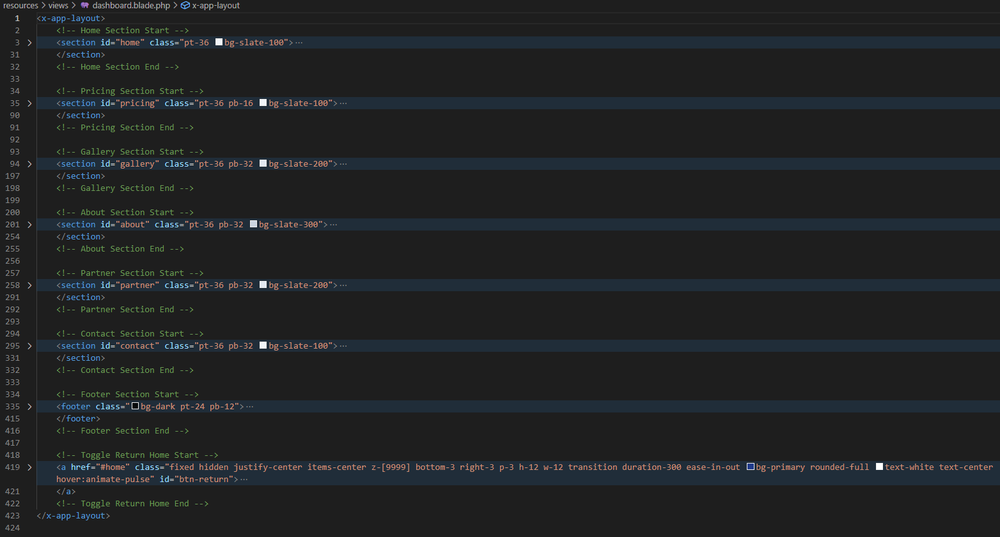 resources > views > dashboard.blade.php > x-app-layout
1 <x-app-layout>
2 <!-- Home Section Start -->
3 > <section id="home" class="pt-36 bg-slate-100">···
31 </section>
32 <!-- Home Section End -->
33
34 <!-- Pricing Section Start -->
35 > <section id="pricing" class="pt-36 pb-16 bg-slate-100">···
90 </section>
91 <!-- Pricing Section End -->
92
93 <!-- Gallery Section Start -->
94 > <section id="gallery" class="pt-36 pb-32 bg-slate-200">···
197 </section>
198 <!-- Gallery Section End -->
199
200 <!-- About Section Start -->
201 > <section id="about" class="pt-36 pb-32 bg-slate-300">···
254 </section>
255 <!-- About Section End -->
256
257 <!-- Partner Section Start -->
258 > <section id="partner" class="pt-36 pb-32 bg-slate-200">···
291 </section>
292 <!-- Partner Section End -->
293
294 <!-- Contact Section Start -->
295 > <section id="contact" class="pt-36 pb-32 bg-slate-100">···
331 </section>
332 <!-- Contact Section End -->
333
334 <!-- Footer Section Start -->
335 > <footer class="bg-dark pt-24 pb-12">···
415 </footer>
416 <!-- Footer Section End -->
417
418 <!-- Toggle Return Home Start -->
419 > <a href="#home" class="fixed hidden justify-center items-center z-[9999] bottom-3 right-3 p-3 h-12 w-12 transition duration-300 ease-in-out bg-primary rounded-full text-white text-center
hover:animate-pulse" id="btn-return">···
421 </a>
422 <!-- Toggle Return Home End -->
423 </x-app-layout>
424